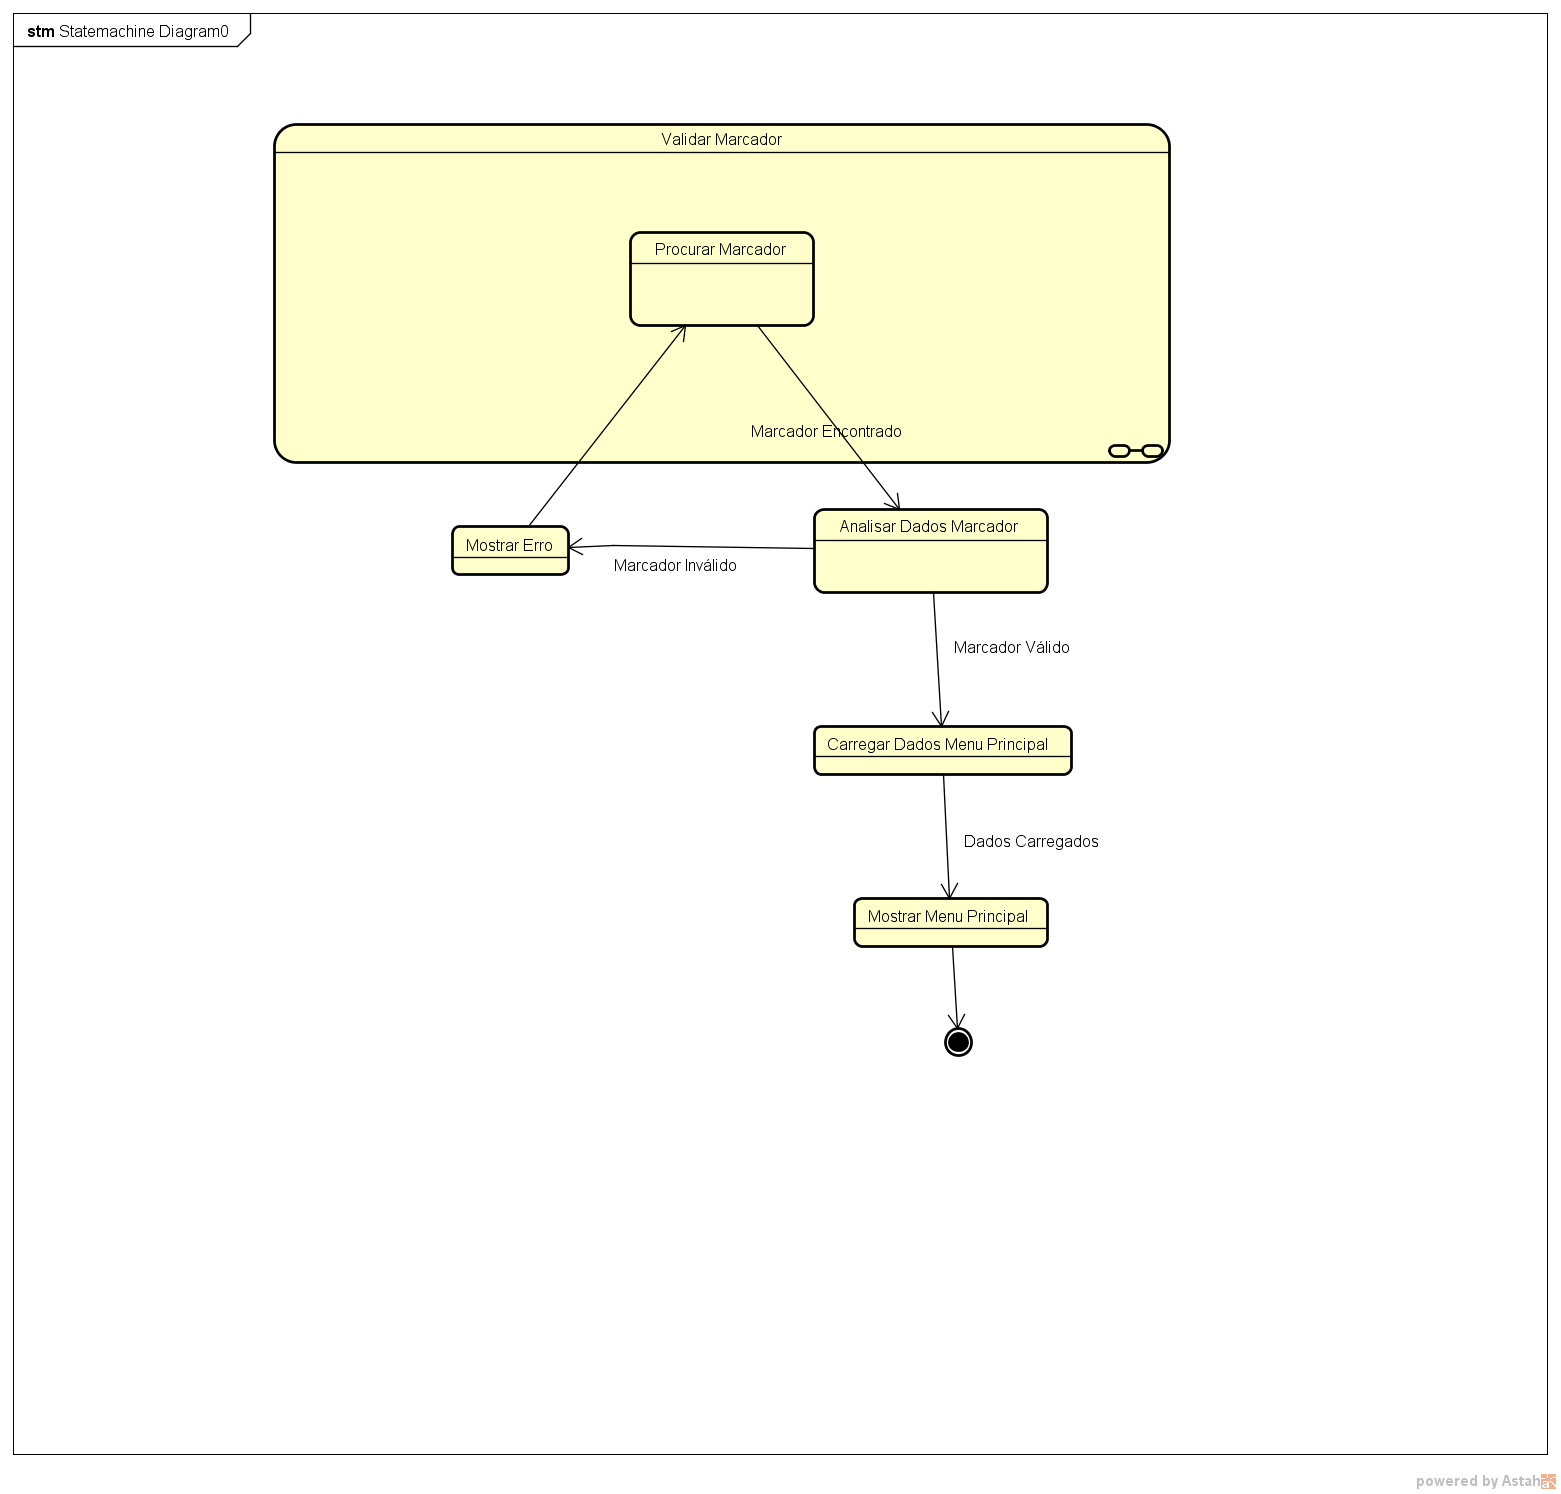 stm Statemachine Diagram0
Validar Marcador
Procurar Marcador
Marcador Encontrado
Analisar Dados Marcador
Mostrar Erro
Marcador Inválido
Marcador Válido
Carregar Dados Menu Principal
Dados Carregados
Mostrar Menu Principal
powered by Astah